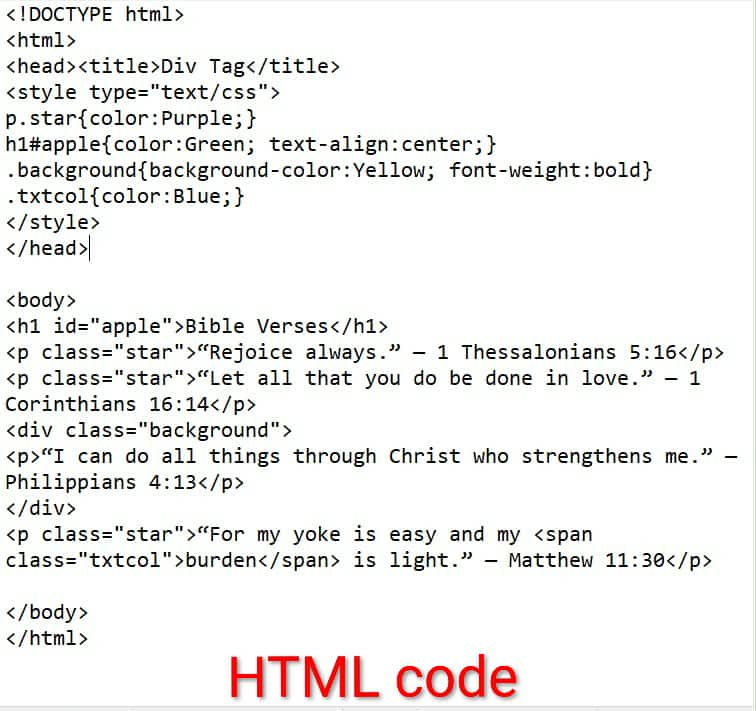 <!DOCTYPE html>
<html>
<head><title>Div Tag</title>
<style type="text/css">
p.star{color:Purple;}
h1#apple{color:Green; text-align:center;}
.background{background-color:Yellow; font-weight:bold}
.txtcol{color:Blue;}
</style>
</head>
<body>
<h1 id="apple">Bible Verses</h1>
<p class="star">“Rejoice always.” – 1 Thessalonians 5:16</p>
<p class="star">“Let all that you do be done in love.” – 1
Corinthians 16:14</p>
<div class="background">
<p>“I can do all things through Christ who strengthens me.” –
Philippians 4:13</p>
</div>
<p class="star">“For my yoke is easy and my <span
class="txtcol">burden</span> is light.” – Matthew 11:30</p>
</body>
</html>
HTML code